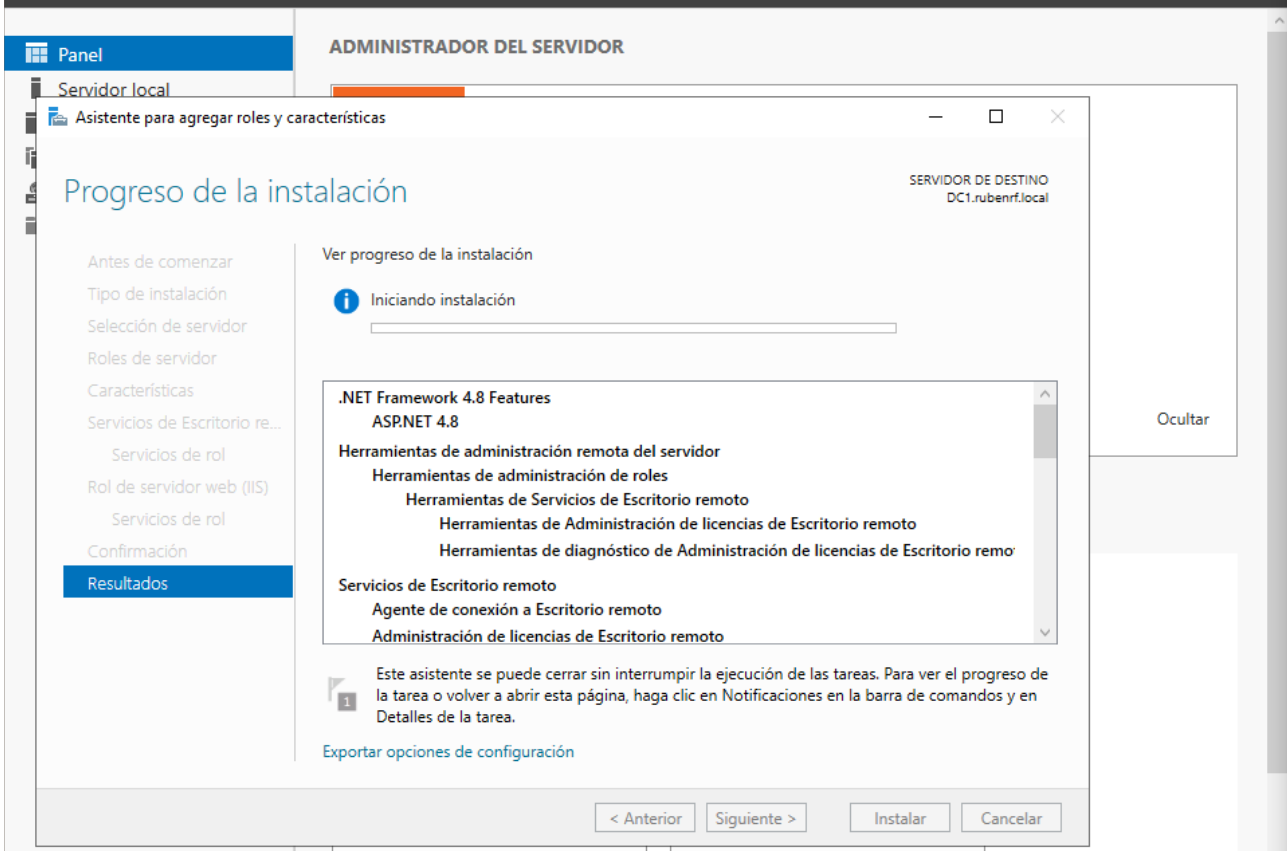 Panel
Servidor local
ADMINISTRADOR DEL SERVIDOR
Asistente para agregar roles y características
Progreso de la instalación
SERVIDOR DE DESTINO
DC1.rubenrf.local
Antes de comenzar
Tipo de instalación
Selección de servidor
Roles de servidor
Características
Servicios de Escritorio re...
Servicios de rol
Rol de servidor web (IIS)
Servicios de rol
Confirmación
Resultados
Ver progreso de la instalación
Iniciando instalación
.NET Framework 4.8 Features
ASP.NET 4.8
Herramientas de administración remota del servidor
Herramientas de administración de roles
Herramientas de Servicios de Escritorio remoto
Herramientas de Administración de licencias de Escritorio remoto
Herramientas de diagnóstico de Administración de licencias de Escritorio remo
Servicios de Escritorio remoto
Agente de conexión a Escritorio remoto
Administración de licencias de Escritorio remoto
1
Este asistente se puede cerrar sin interrumpir la ejecución de las tareas. Para ver el progreso de
la tarea o volver a abrir esta página, haga clic en Notificaciones en la barra de comandos y en
Detalles de la tarea.
Exportar opciones de configuración
< Anterior
Siguiente >
Instalar
Cancelar
Ocultar